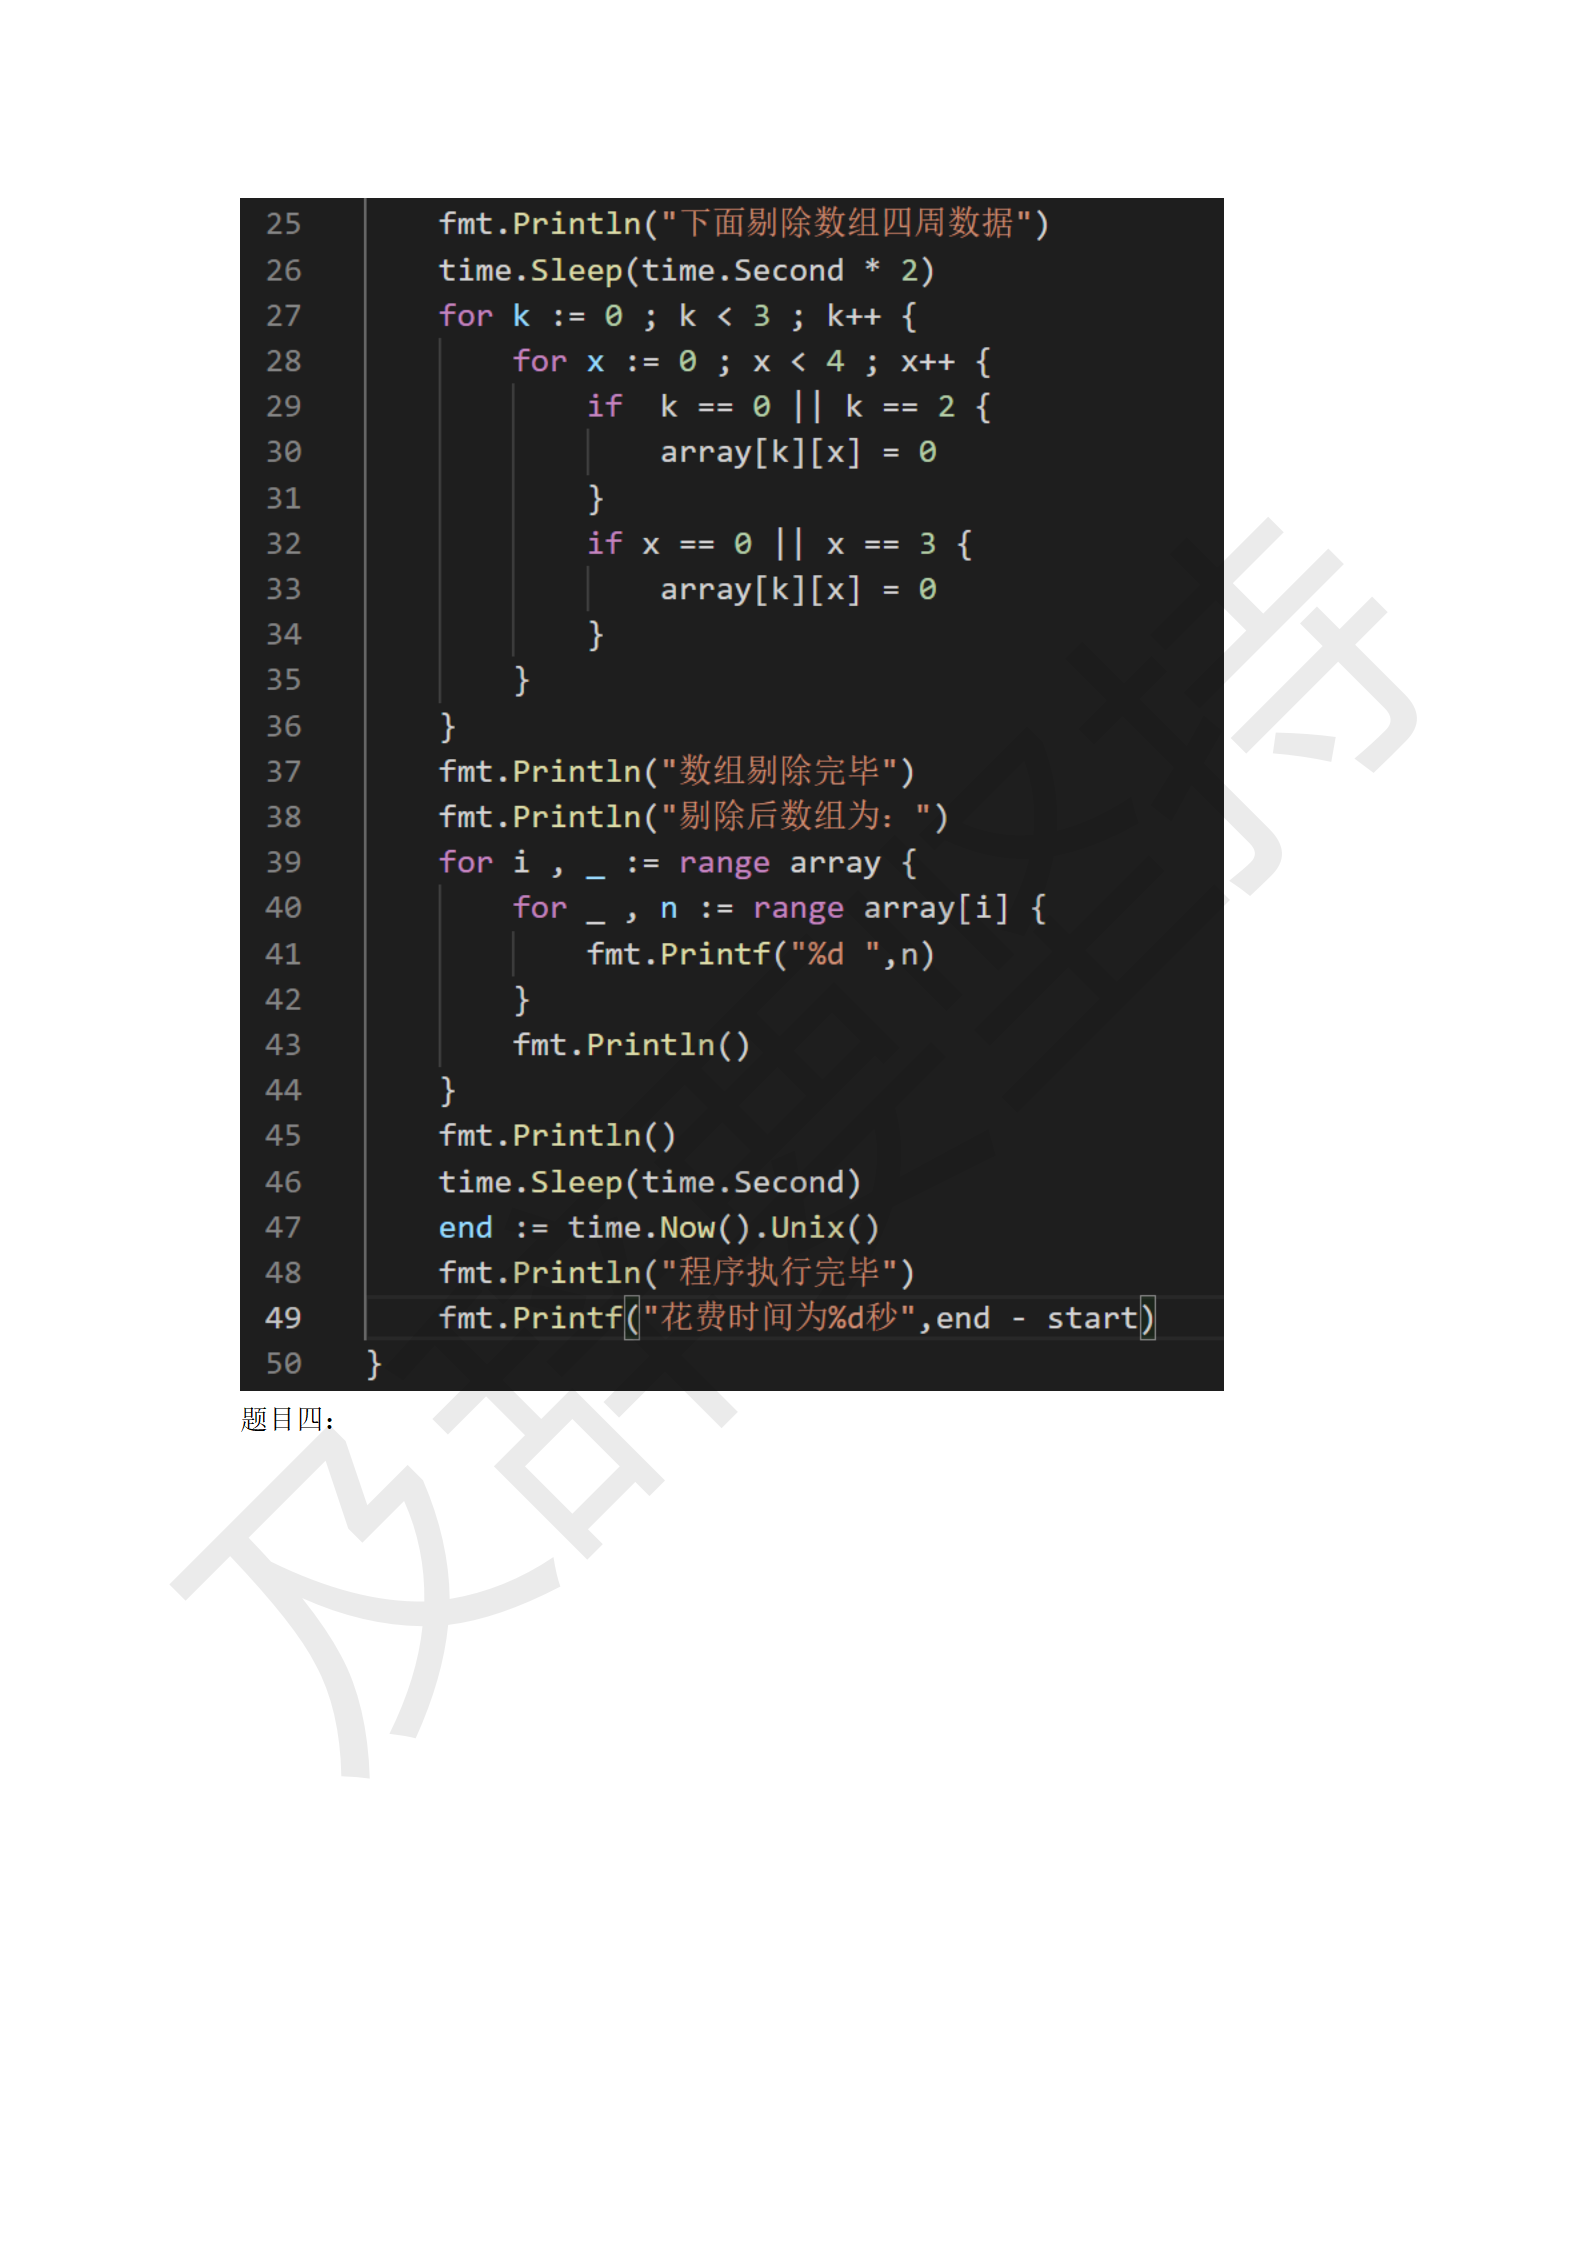 25 fmt.Println("下面剔除数组四周数据")
26 time.Sleep(time.Second * 2)
27 for k := 0 ; k < 3 ; k++ {
28 for x := 0 ; x < 4 ; x++ {
29 if  k == 0 || k == 2 {
30 array[k][x] = 0
31 }
32 if x == 0 || x == 3 {
33 array[k][x] = 0
34 }
35 }
36 }
37 fmt.Println("数组剔除完毕")
38 fmt.Println("剔除后数组为：")
39 for i , _ := range array {
40 for _ , n := range array[i] {
41 fmt.Printf("%d ",n)
42 }
43 fmt.Println()
44 }
45 fmt.Println()
46 time.Sleep(time.Second)
47 end := time.Now().Unix()
48 fmt.Println("程序执行完毕")
49 fmt.Printf("花费时间为%d秒",end - start)
50 }
题目四：